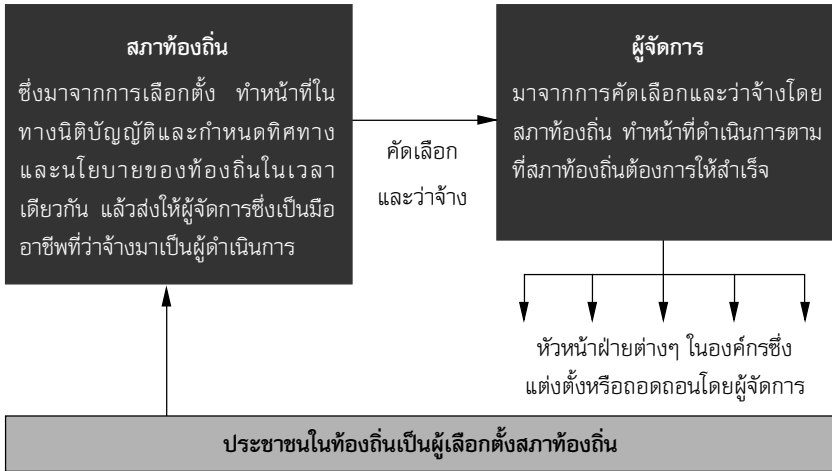 สภาท้องถิ่น
ซึ่งมาจากการเลือกตั้ง ทำหน้าที่ใน
ทางนิติบัญญัติและกำหนดทิศทาง
และนโยบายของท้องถิ่นในเวลา
เดียวกัน แล้วส่งให้ผู้จัดการซึ่งเป็นมือ
อาชีพที่ว่าจ้างมาเป็นผู้ดำเนินการ
คัดเลือก
และว่าจ้าง
ผู้จัดการ
มาจากการคัดเลือกและว่าจ้างโดย
สภาท้องถิ่น ทำหน้าที่ดำเนินการตาม
ที่สภาท้องถิ่นต้องการให้สำเร็จ
หัวหน้าฝ่ายต่างๆ ในองค์กรซึ่ง
แต่งตั้งหรือถอดถอนโดยผู้จัดการ
ประชาชนในท้องถิ่นเป็นผู้เลือกตั้งสภาท้องถิ่น